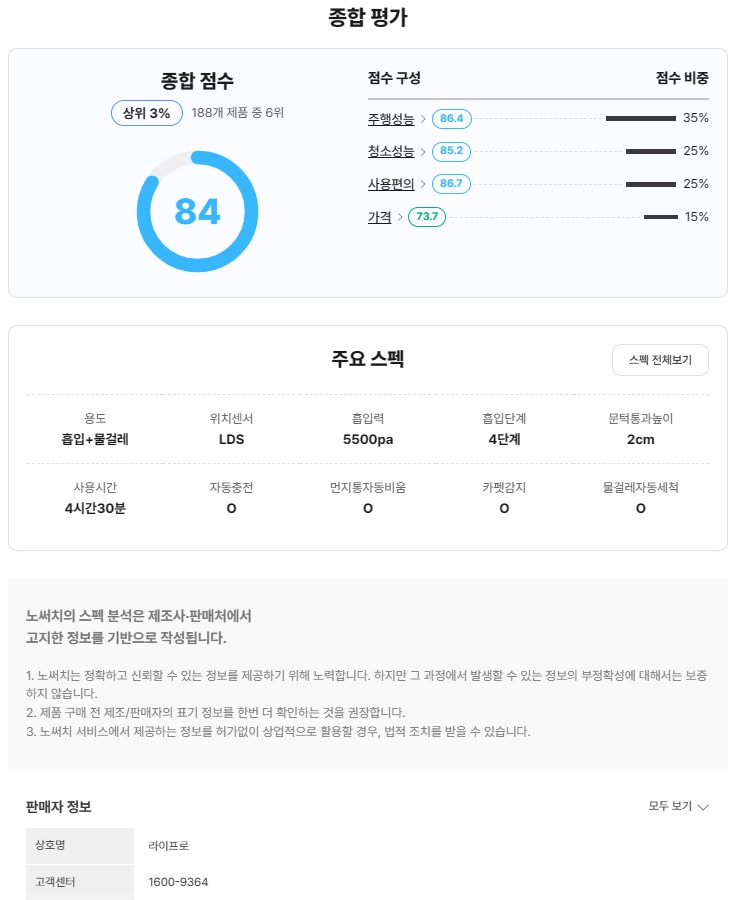 종합 평가
종합 점수
상위 3% 188개 제품 중 6위
84
점수 구성 점수 비중
주행성능 86.4 35%
청소성능 85.2 25%
사용편의 86.7 25%
가격 73.7 15%
주요 스펙
스펙 전체보기
용도 위치센서 흡입력 흡입단계 문턱통과높이
흡입+물걸레 LDS 5500pa 4단계 2cm
사용시간 자동충전 먼지통자동비움 카펫감지 물걸레자동세척
4시간30분 O O O O
노써치의 스펙 분석은 제조사·판매처에서
고지한 정보를 기반으로 작성됩니다.
1. 노써치는 정확하고 신뢰할 수 있는 정보를 제공하기 위해 노력합니다. 하지만 그 과정에서 발생할 수 있는 정보의 부정확성에 대해서는 보증
하지 않습니다.
2. 제품 구매 전 제조/판매자의 표기 정보를 한번 더 확인하는 것을 권장합니다.
3. 노써치 서비스에서 제공하는 정보를 허가없이 상업적으로 활용할 경우, 법적 조치를 받을 수 있습니다.
판매자 정보 모두 보기
상호명 라이프로
고객센터 1600-9364